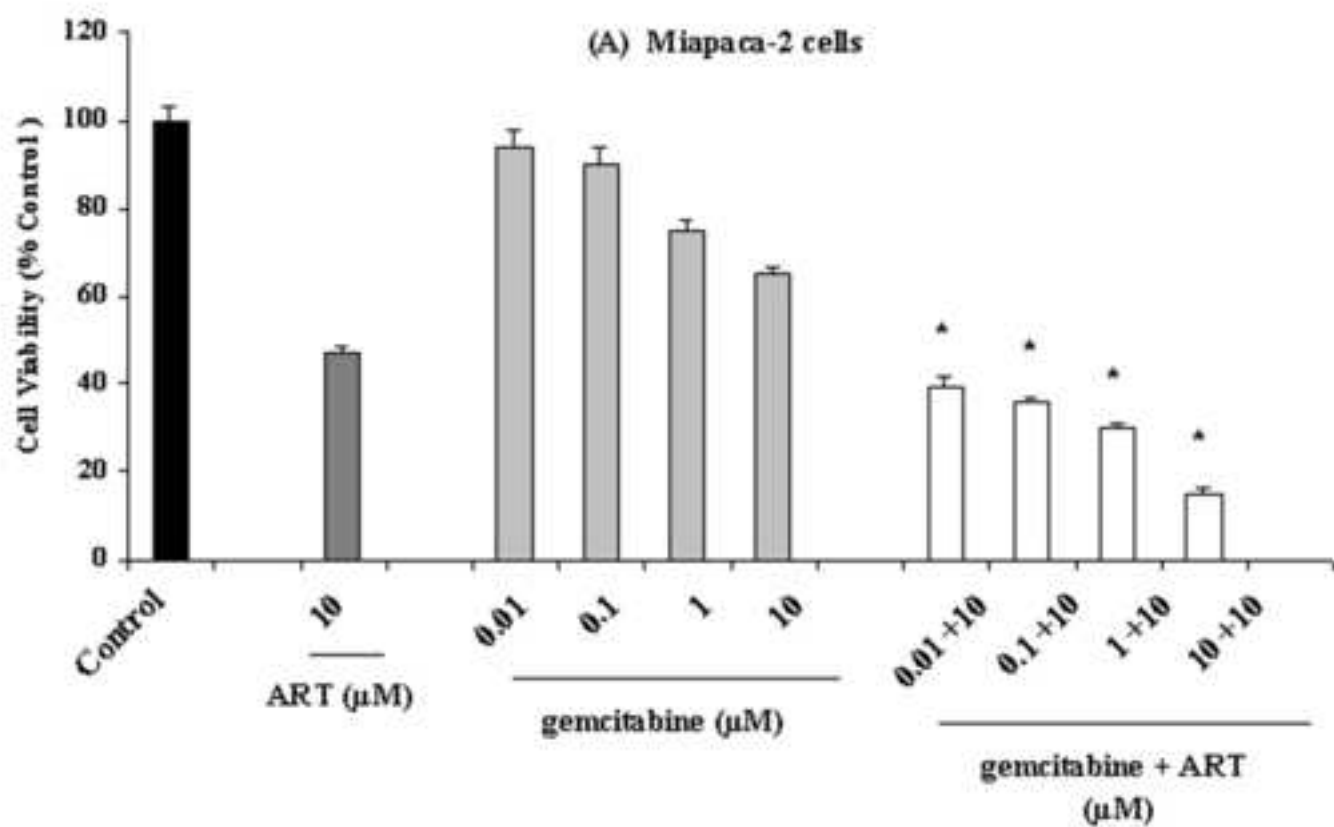 (A) Miapaca-2 cells
Cell Viability (% Control )
120
100
80
60
40
20
0
* * * *
Control 10 0.01 0.1 1 10 0.01+10 0.1+10 1+10 10+10
ART (µM)
gemcitabine (µM)
gemcitabine + ART
(µM)